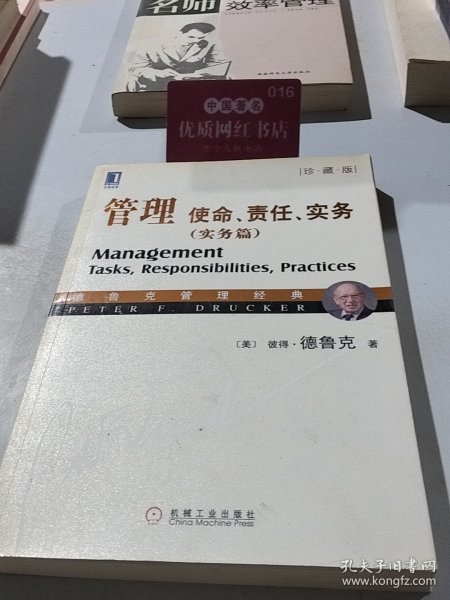 名师
效率管理
016
中国著名
优质网红书店
珍·藏·版
管理 使命、责任、实务
(实务篇)
Management
Tasks, Responsibilities, Practices
德鲁克管理经典
PETER F. DRUCKER
〔美〕 彼得·德鲁克 著
机械工业出版社
China Machine Press
孔夫子旧书网
www.kongfz.com